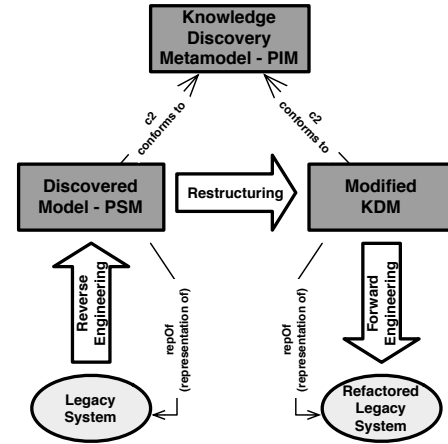 Knowledge
Discovery
Metamodel - PIM
c2
conforms to
c2
conforms to
Discovered
Model - PSM
Restructuring
Modified
KDM
Reverse
Engineering
repOf
(representation of)
repOf
(representation of)
Forward
Engineering
Legacy
System
Refactored
Legacy
System